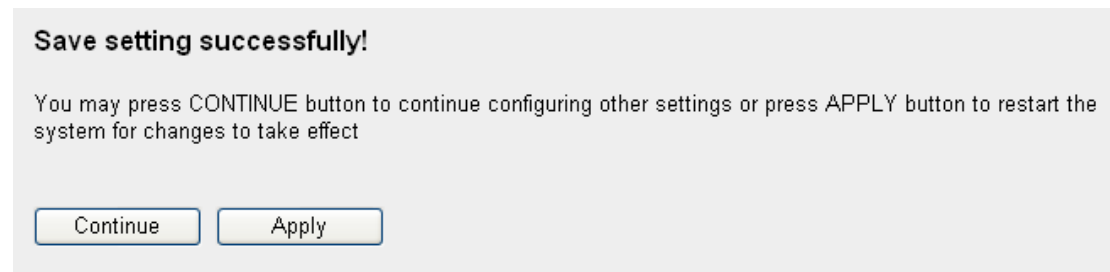 Save setting successfully!
You may press CONTINUE button to continue configuring other settings or press APPLY button to restart the
system for changes to take effect
Continue
Apply